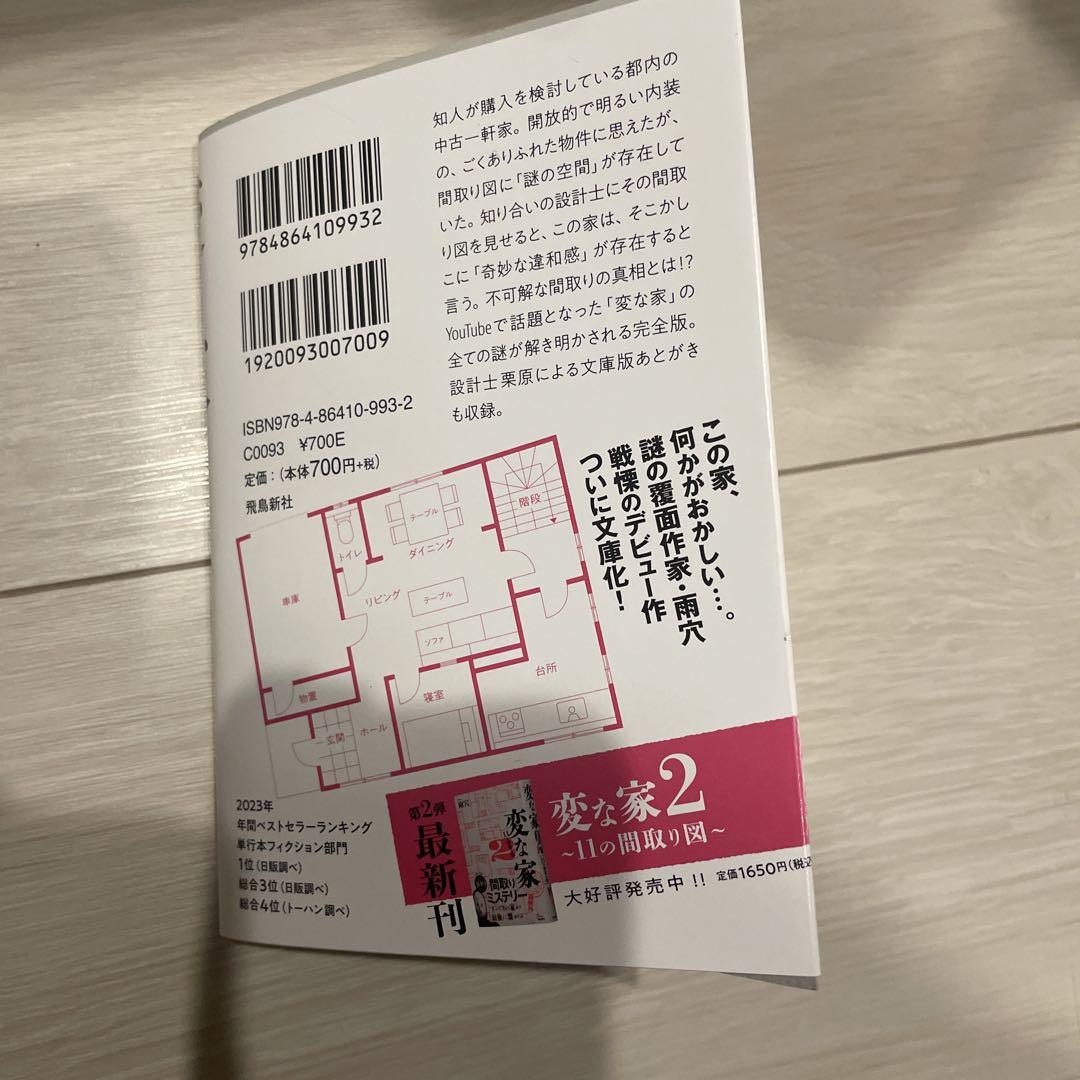 9784864109932
1920093007009
ISBN978-4-86410-993-2
C0093 ¥700E
定価:(本体700円+税)
飛鳥新社
知人が購入を検討している都内の
中古一軒家。開放的で明るい内装
の、ごくありふれた物件に思えたが、
間取り図に「謎の空間」が存在して
いた。知り合いの設計士にその間取
り図を見せると、この家は、そこかし
こに「奇妙な違和感」が存在すると
言う。不可解な間取りの真相とは!?
YouTubeで話題となった「変な家」の
全ての謎が解き明かされる完全版。
設計士栗原による文庫版あとがき
も収録。
この家、
何かがおかしい…。
謎の覆面作家・雨穴
戦慄のデビュー作
ついに文庫化!
階段
テーブル
ダイニング
トイレ
車庫
リビング
テーブル
ソファ
台所
物置
寝室
ホール
玄関
2023年
年間ベストセラーランキング
単行本フィクション部門
1位(日販調べ)
総合3位(日販調べ)
総合4位(トーハン調べ)
第2弾
最新刊
雨穴
変な家
2
間取り
ミステリー
変な家2
~11の間取り図~
大好評発売中!! 定価1650円(税込